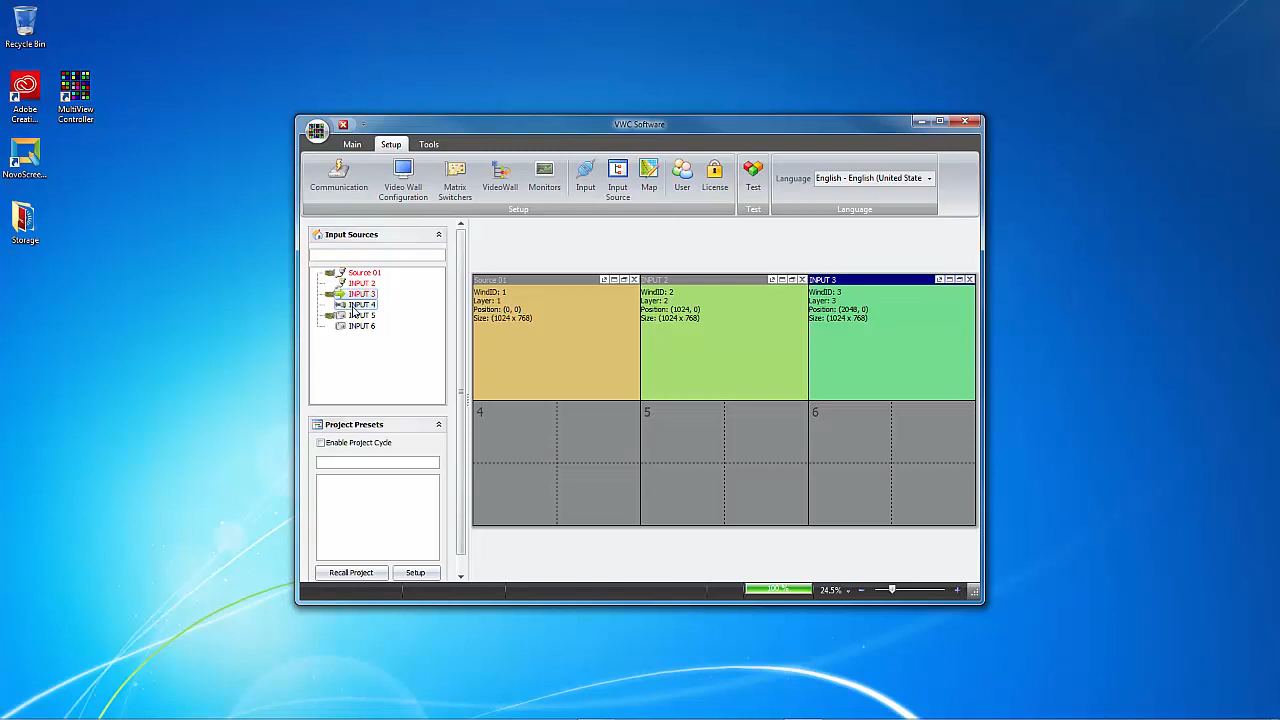 Recycle Bin
Adobe
Creati...
MultiView
Controller
NovoScree...
Storage
VWC Software
Main
Setup
Tools
Communication
Video Wall
Configuration
Matrix
Switchers
VideoWall
Monitors
Input
Input
Source
Map
User
License
Test
Language
English - English (United State
Setup
Test
Language
Input Sources
Source 01
INPUT 2
INPUT 3
INPUT 4
INPUT 5
INPUT 6
Project Presets
Enable Project Cycle
Recall Project
Setup
Source 01
WindID: 1
Layer: 1
Position: (0, 0)
Size: (1024 x 768)
INPUT 2
WindID: 2
Layer: 2
Position: (1024, 0)
Size: (1024 x 768)
INPUT 3
WindID: 3
Layer: 3
Position: (2048, 0)
Size: (1024 x 768)
4
5
6
100 %
24.5%